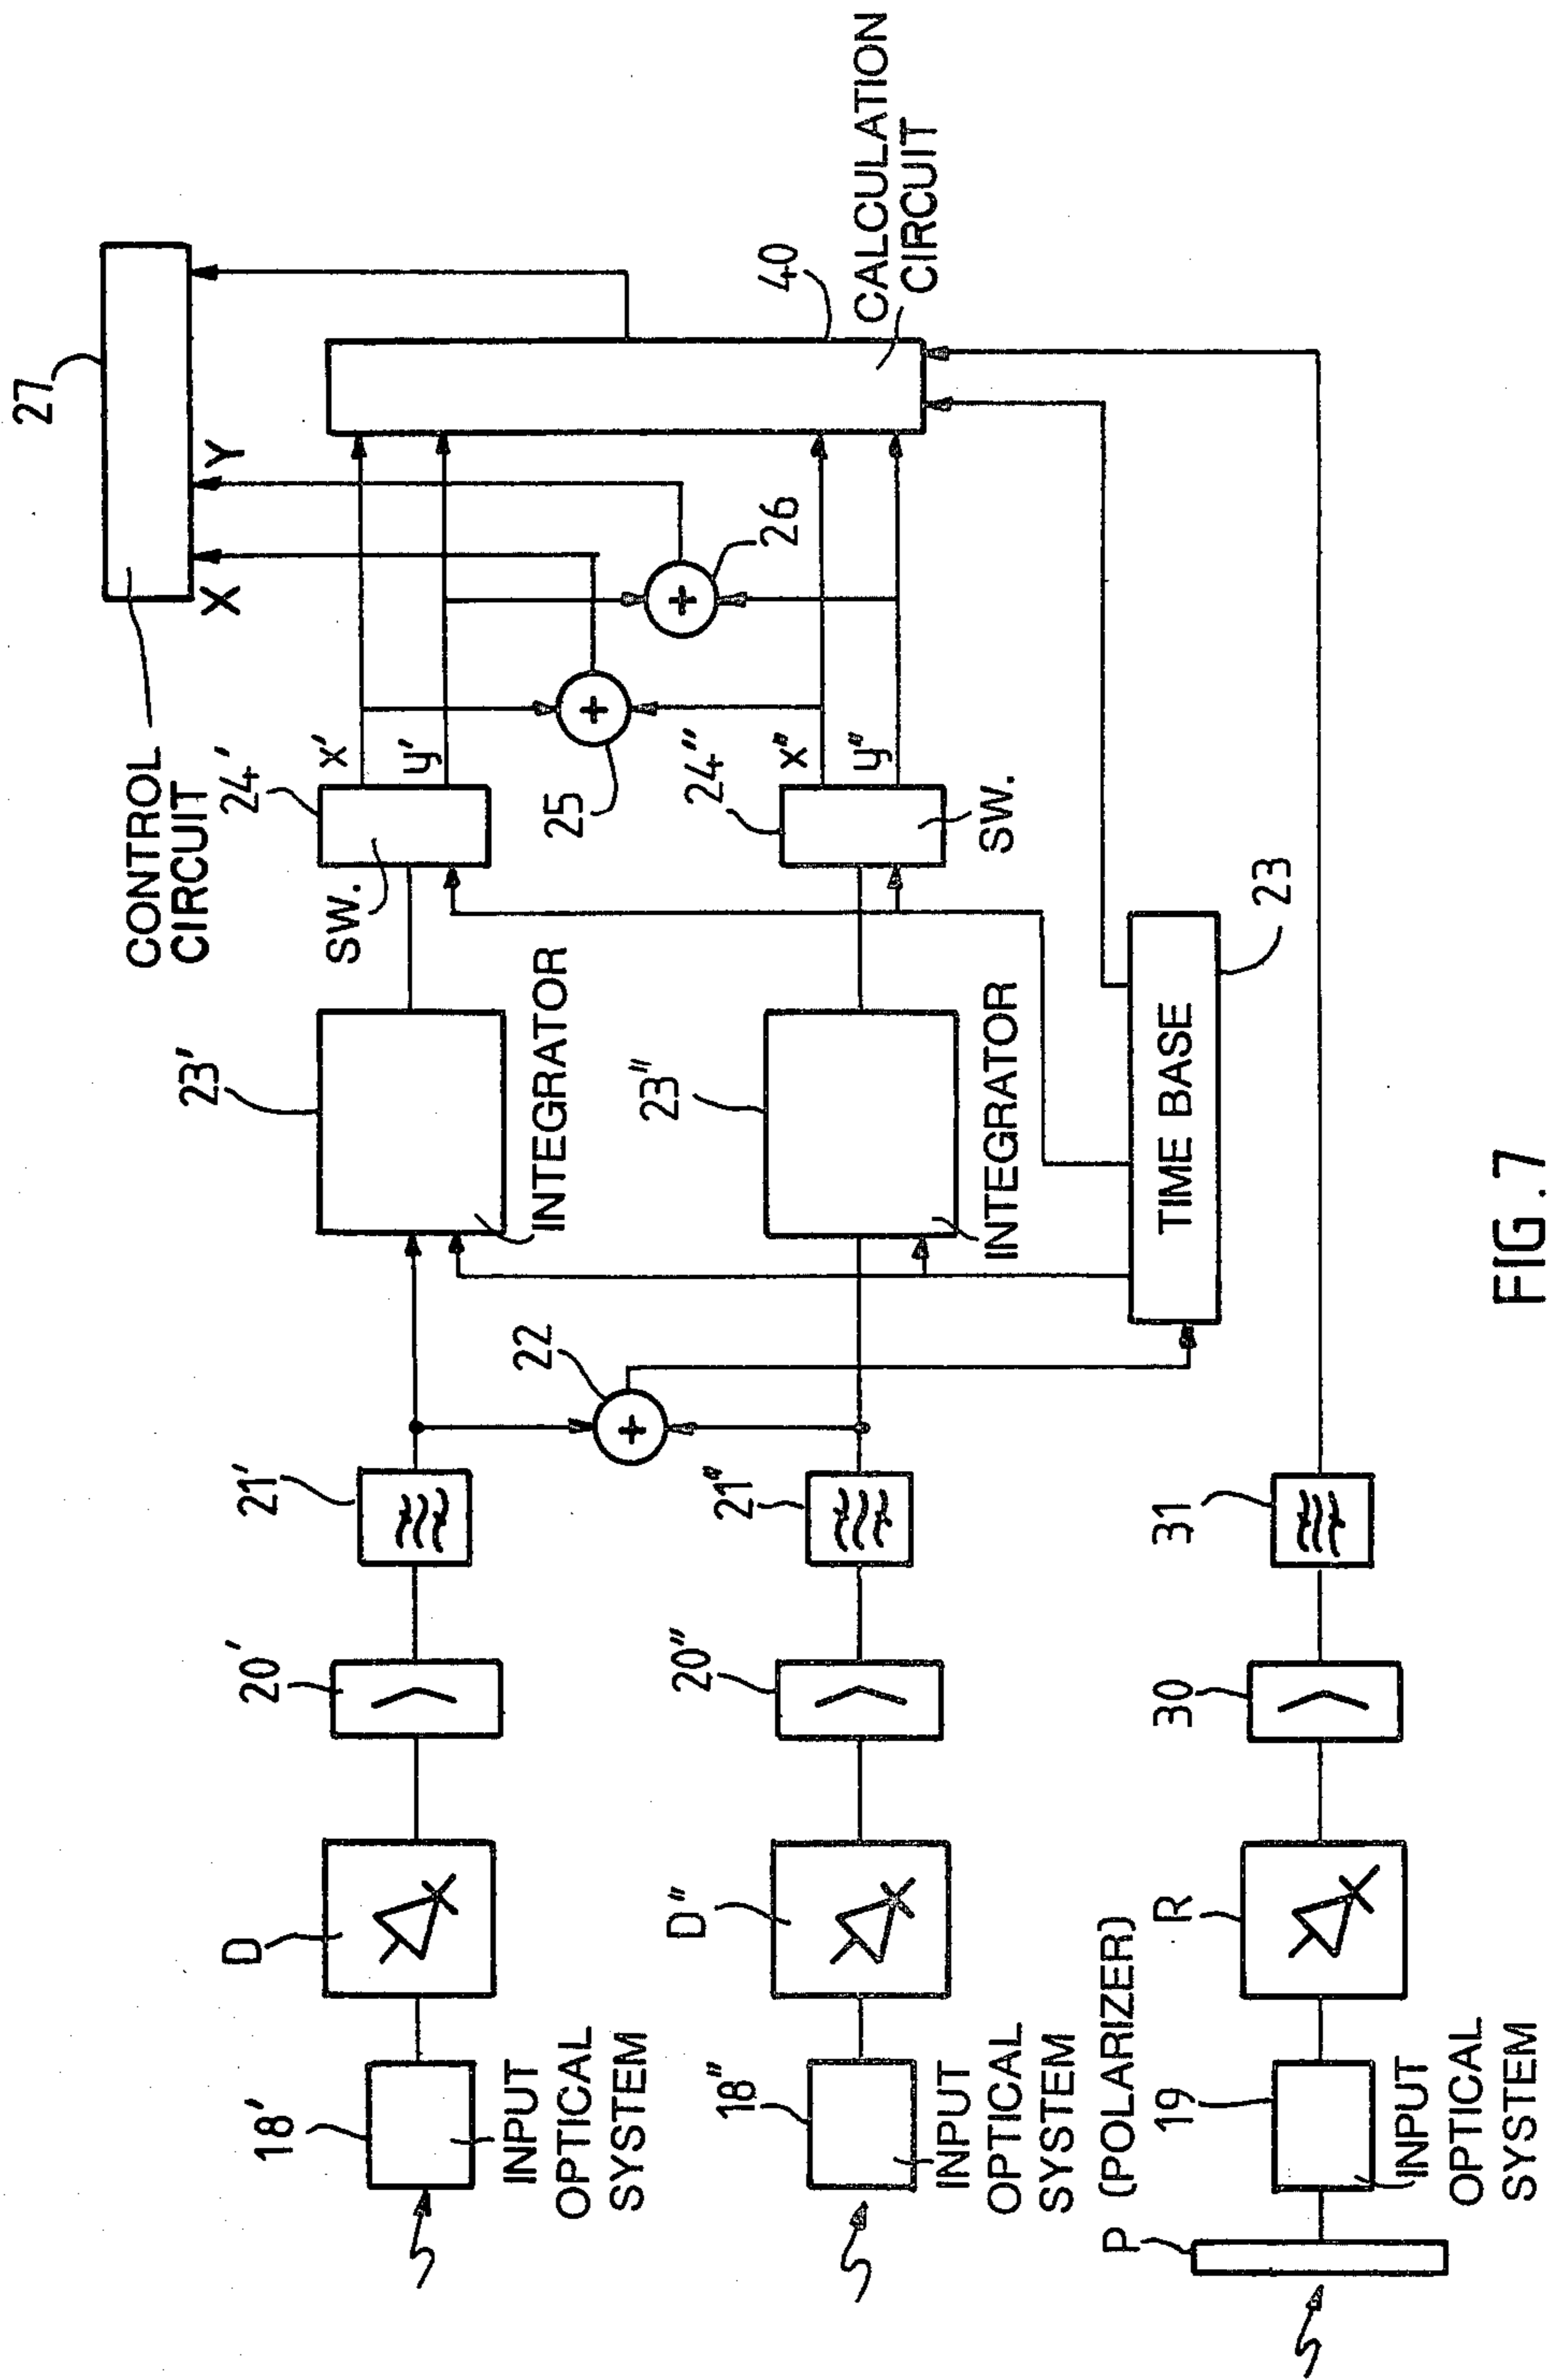 27
CONTROL
CIRCUIT
X
Y
24'
SW.
x'
y'
40
CALCULATION
CIRCUIT
25
26
23'
INTEGRATOR
24"
x"
y"
SW.
23"
INTEGRATOR
22
TIME BASE
23
21'
21"
31
20'
20"
30
D
D"
R
18'
INPUT
OPTICAL
SYSTEM
18"
INPUT
OPTICAL
SYSTEM
P (POLARIZER)
19
INPUT
OPTICAL
SYSTEM
+
+
+
FIG.7